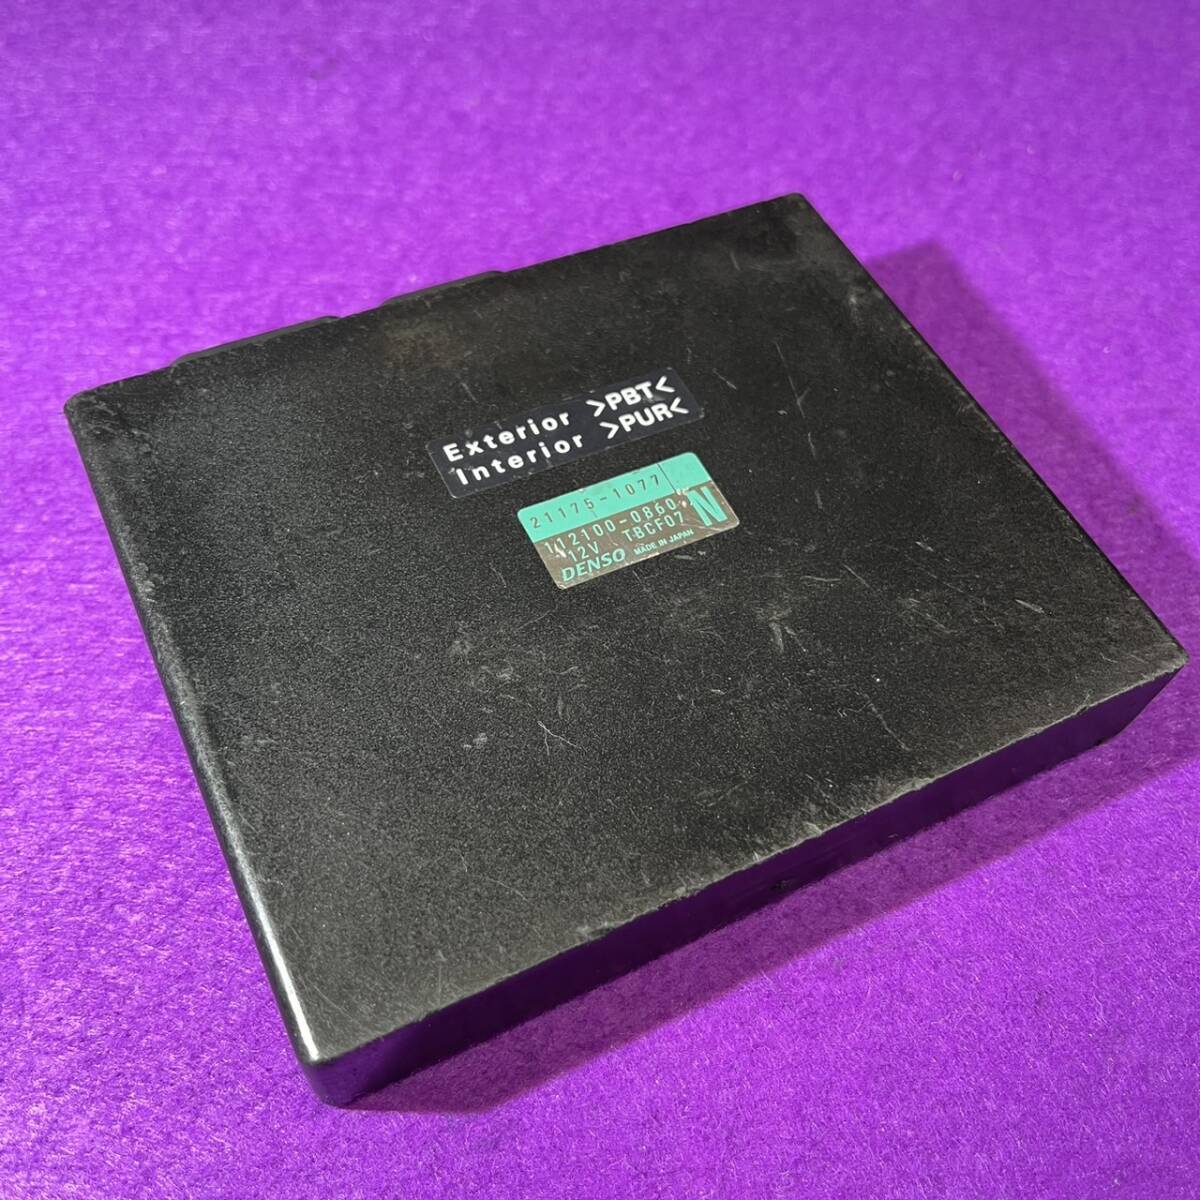 Exterior >PBT<
Interior >PUR<
21175-1077
112100-0860
N
12V TBCF07
DENSO MADE IN JAPAN